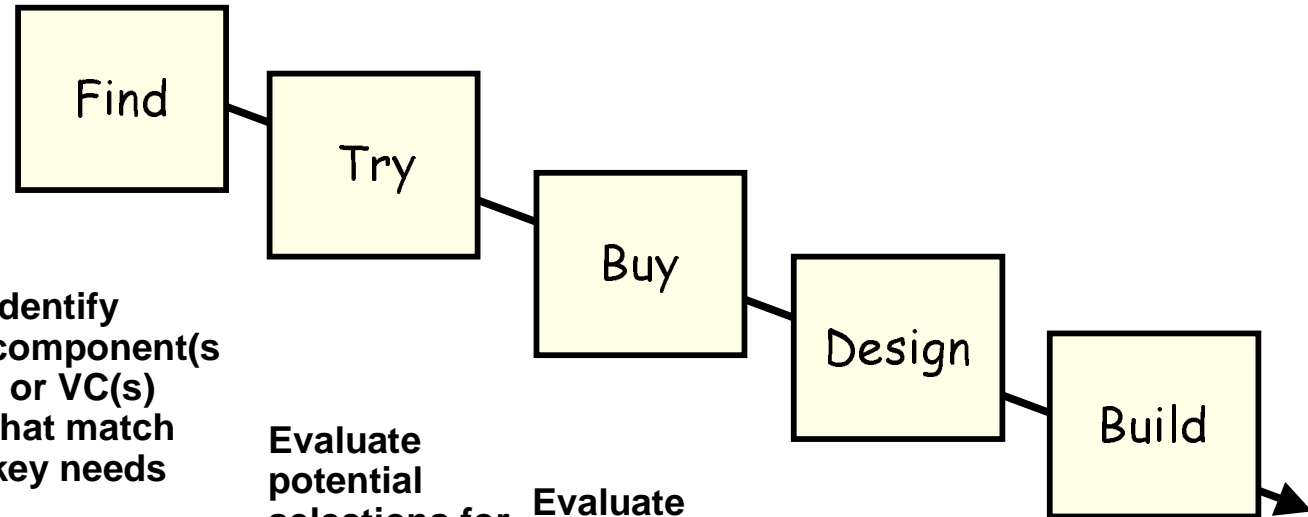 Find
Try
Buy
Design
Build
dentify
component(s
or VC(s)
hat match
key needs
Evaluate
potential
selections for
Evaluate